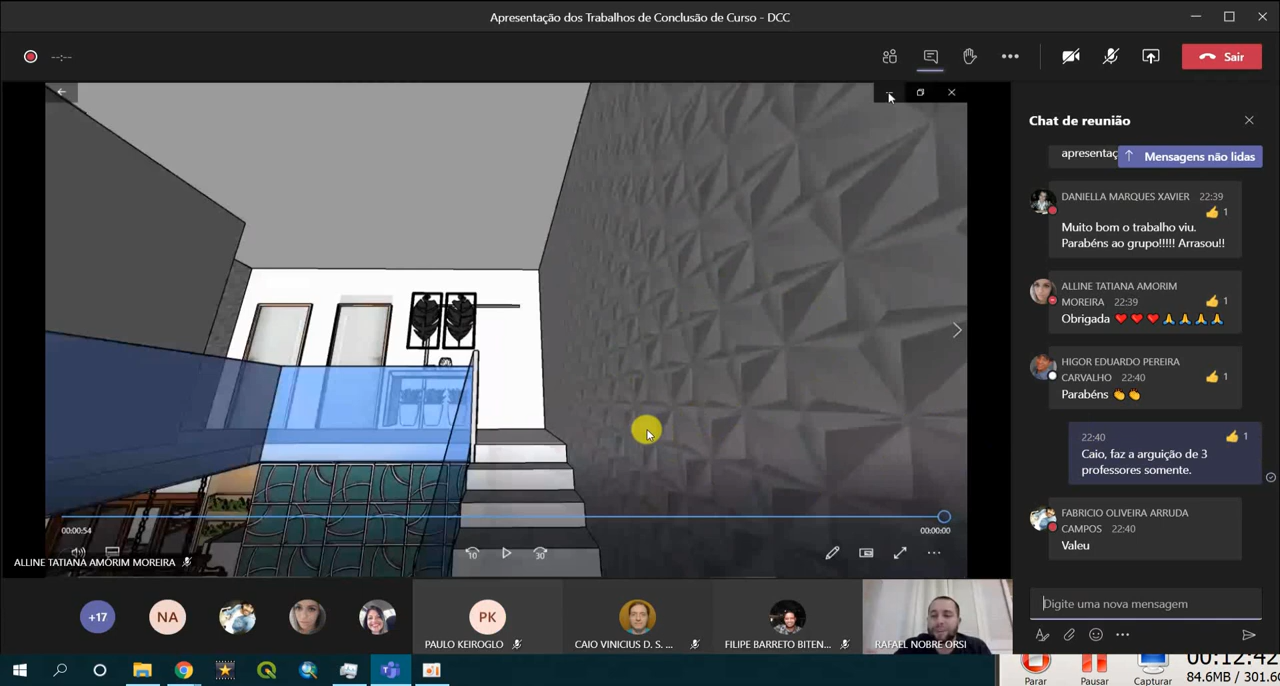 Apresentação dos Trabalhos de Conclusão de Curso - DCC
--:--
Sair
Chat de reunião
apresentaç
Mensagens não lidas
DANIELLA MARQUES XAVIER 22:39
1
Muito bom o trabalho viu.
Parabéns ao grupo!!!!! Arrasou!!
ALLINE TATIANA AMORIM
MOREIRA 22:39
1
Obrigada ❤❤❤🙏🙏🙏🙏
HIGOR EDUARDO PEREIRA
CARVALHO 22:40
1
Parabéns 👏👏
22:40
1
Caio, faz a arguição de 3
professores somente.
FABRICIO OLIVEIRA ARRUDA
CAMPOS 22:40
Valeu
Digite uma nova mensagem
00:00:54
00:00:00
10
30
ALLINE TATIANA AMORIM MOREIRA
+17
NA
PK
PAULO KEIROGLO
CAIO VINICIUS D. S. ...
FILIPE BARRETO BITEN...
RAFAEL NOBRE ORSI
Parar
Pausar
Capturar
00:12:42
84.6MB / 301.6